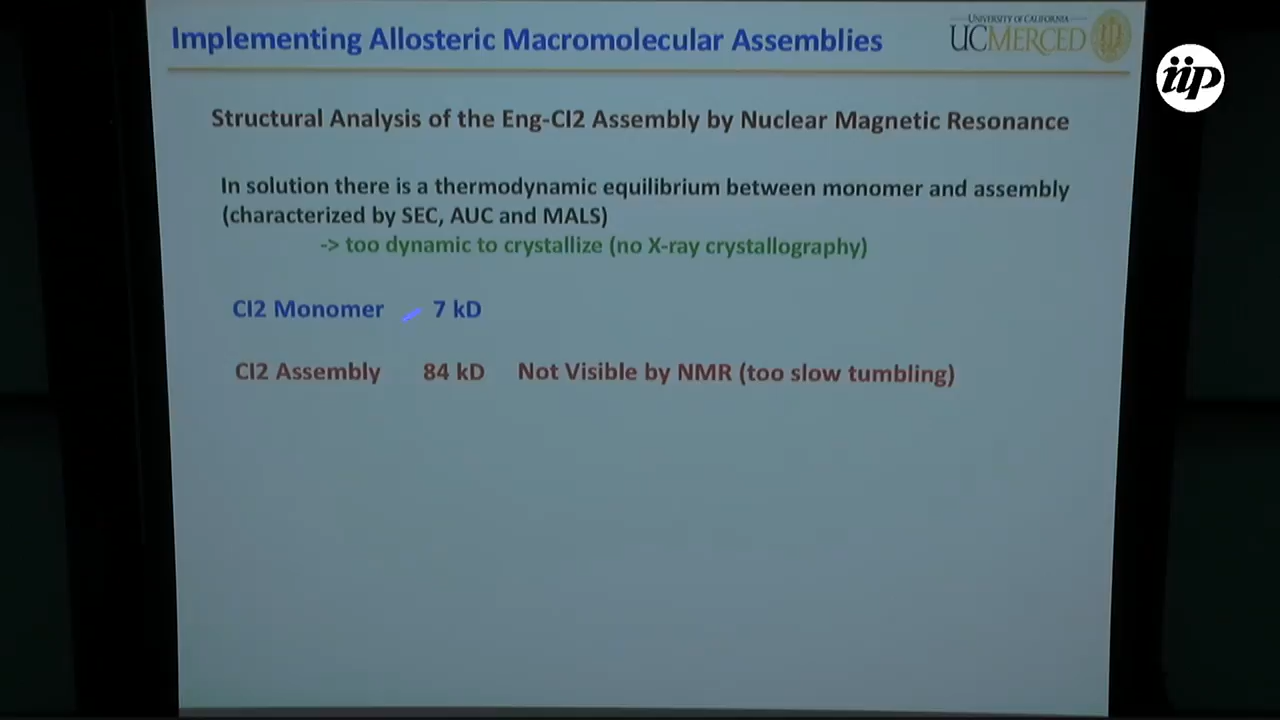 Implementing Allosteric Macromolecular Assemblies
UNIVERSITY OF CALIFORNIA
UCMERCED
iip
Structural Analysis of the Eng-CI2 Assembly by Nuclear Magnetic Resonance
In solution there is a thermodynamic equilibrium between monomer and assembly
(characterized by SEC, AUC and MALS)
-> too dynamic to crystallize (no X-ray crystallography)
CI2 Monomer 7 kD
CI2 Assembly 84 kD Not Visible by NMR (too slow tumbling)